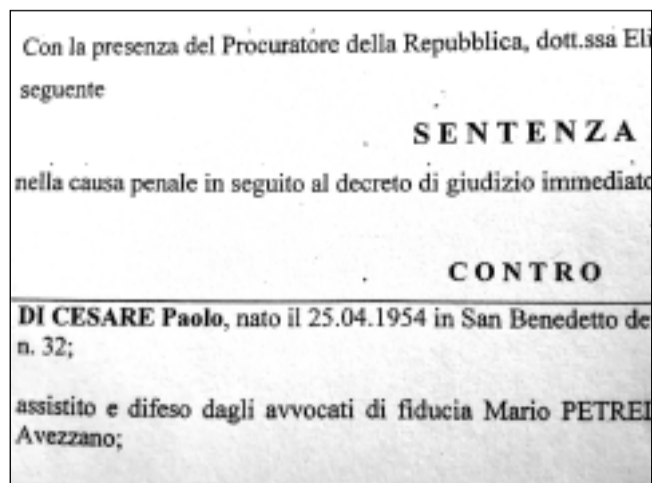 Con la presenza del Procuratore della Repubblica, dott.ssa Eli
seguente
SENTENZA
nella causa penale in seguito al decreto di giudizio immediato
CONTRO
DI CESARE Paolo, nato il 25.04.1954 in San Benedetto de
n. 32;
assistito e difeso dagli avvocati di fiducia Mario PETREI
Avezzano;